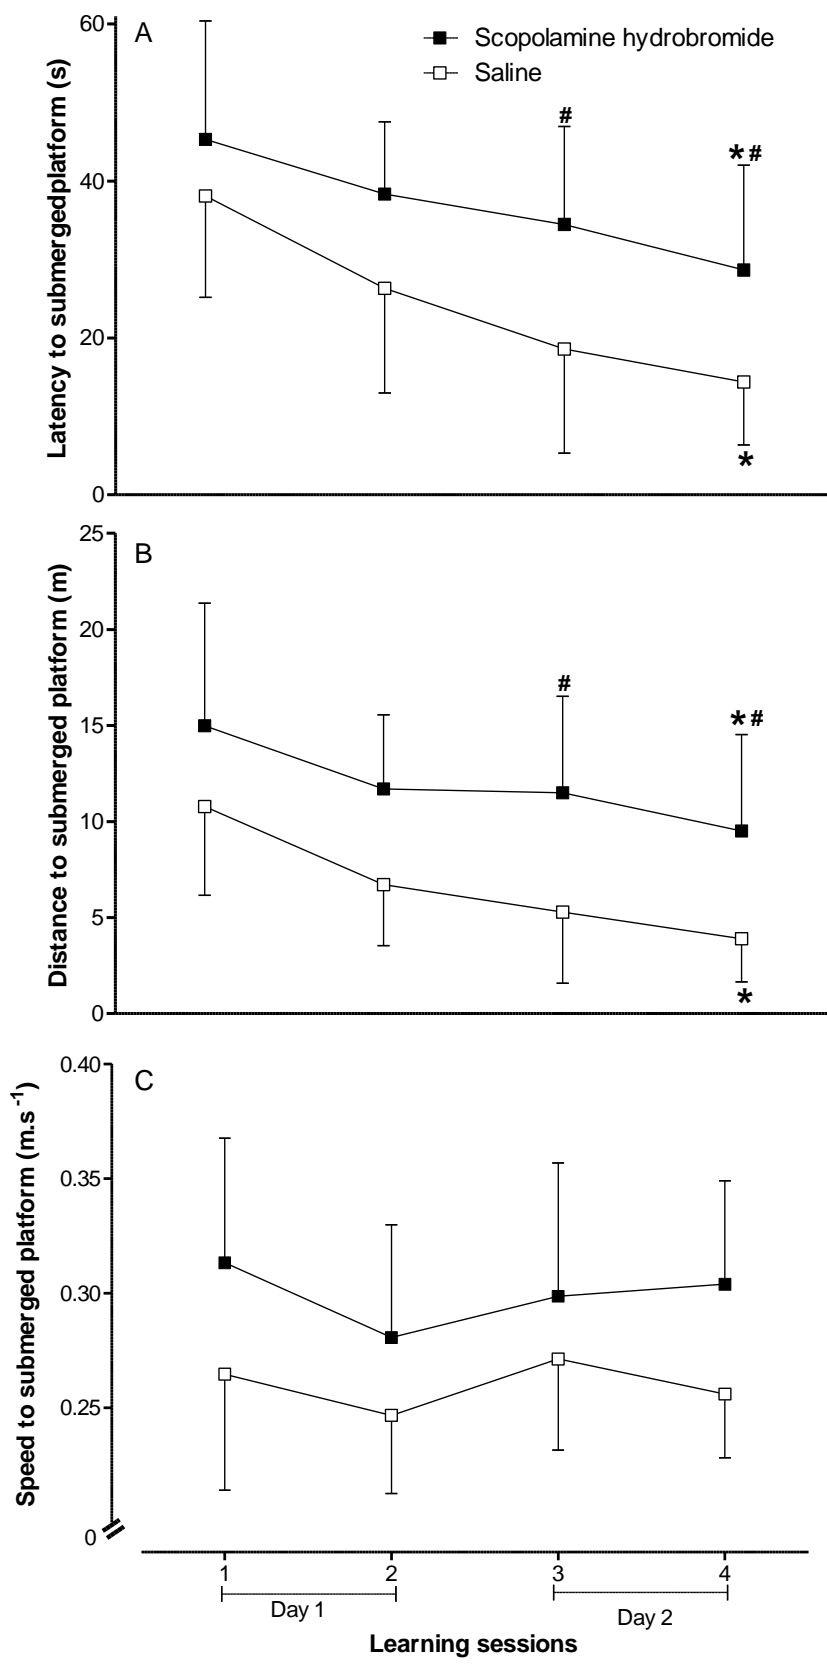 A
Scopolamine hydrobromide
Saline
Latency to submergedplatform (s)
60
40
20
0
#
*#
*
B
Distance to submerged platform (m)
25
20
15
10
5
0
#
*#
*
C
Speed to submerged platform (m.s-1)
0.40
0.35
0.30
0.25
0
1 2 3 4
Day 1
Day 2
Learning sessions